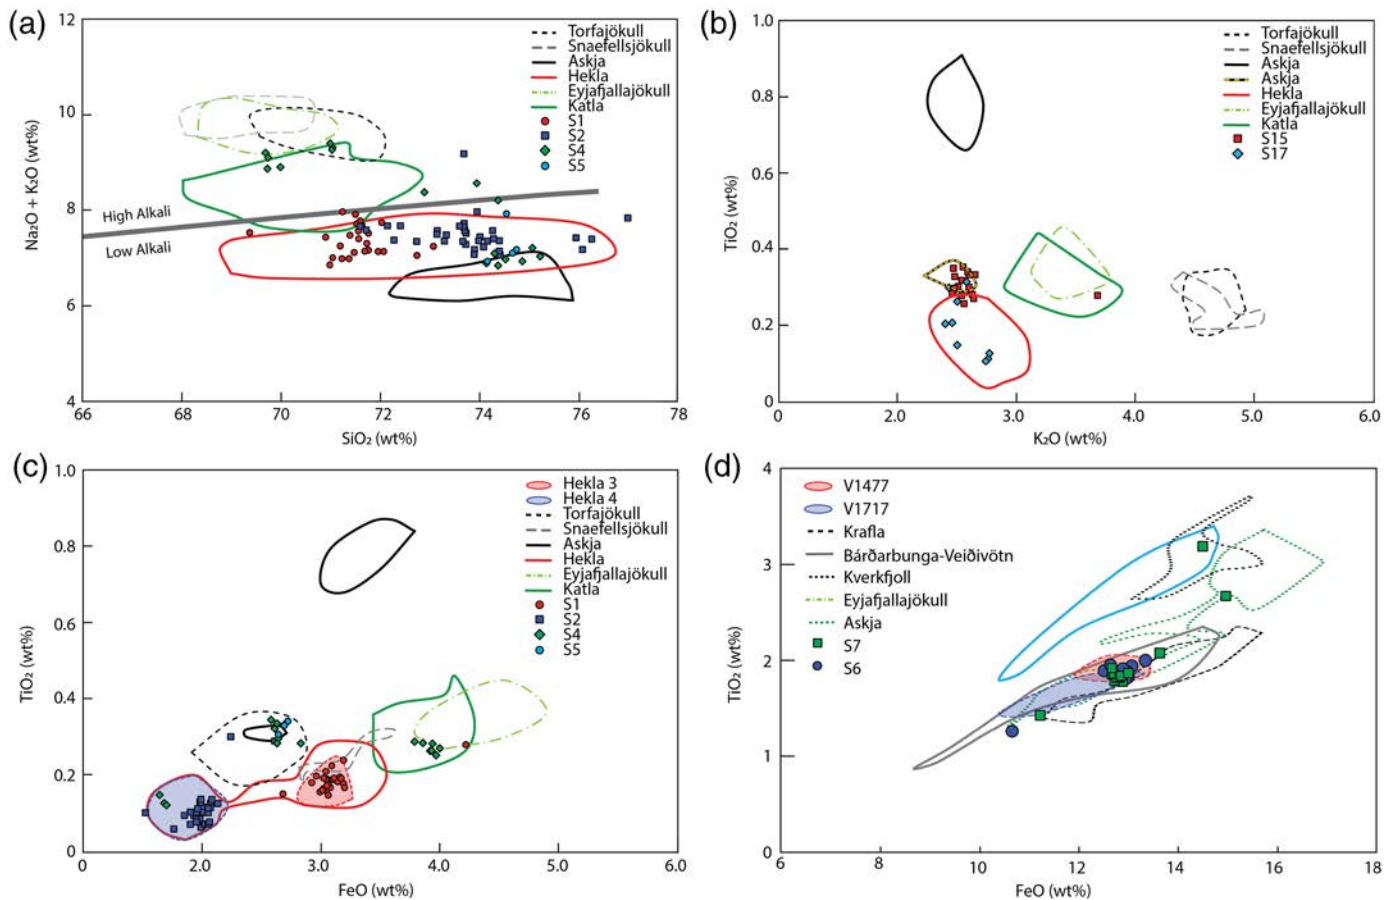 (a)
12
10
8
6
4
Na₂O + K₂O (wt%)
66
68
70
72
74
76
78
SiO₂ (wt%)
High Alkali
Low Alkali
Torfajökull
Snaefellsjökull
Askja
Hekla
Eyjafjallajökull
Katla
S1
S2
S4
S5
(b)
1.0
0.8
0.6
0.4
0.2
0
TiO₂ (wt%)
0
2.0
3.0
4.0
5.0
6.0
K₂O (wt%)
Torfajökull
Snaefellsjökull
Askja
Askja
Hekla
Eyjafjallajökull
Katla
S15
S17
(c)
1.0
0.8
0.6
0.4
0.2
0
TiO₂ (wt%)
0
2.0
3.0
4.0
5.0
6.0
FeO (wt%)
Hekla 3
Hekla 4
Torfajökull
Snaefellsjökull
Askja
Hekla
Eyjafjallajökull
Katla
S1
S2
S4
S5
(d)
4
3
2
1
0
TiO₂ (wt%)
6
8
10
12
14
16
18
FeO (wt%)
V1477
V1717
Krafla
Bárðarbunga-Veiðivötn
Kverkfjoll
Eyjafjallajökull
Askja
S7
S6